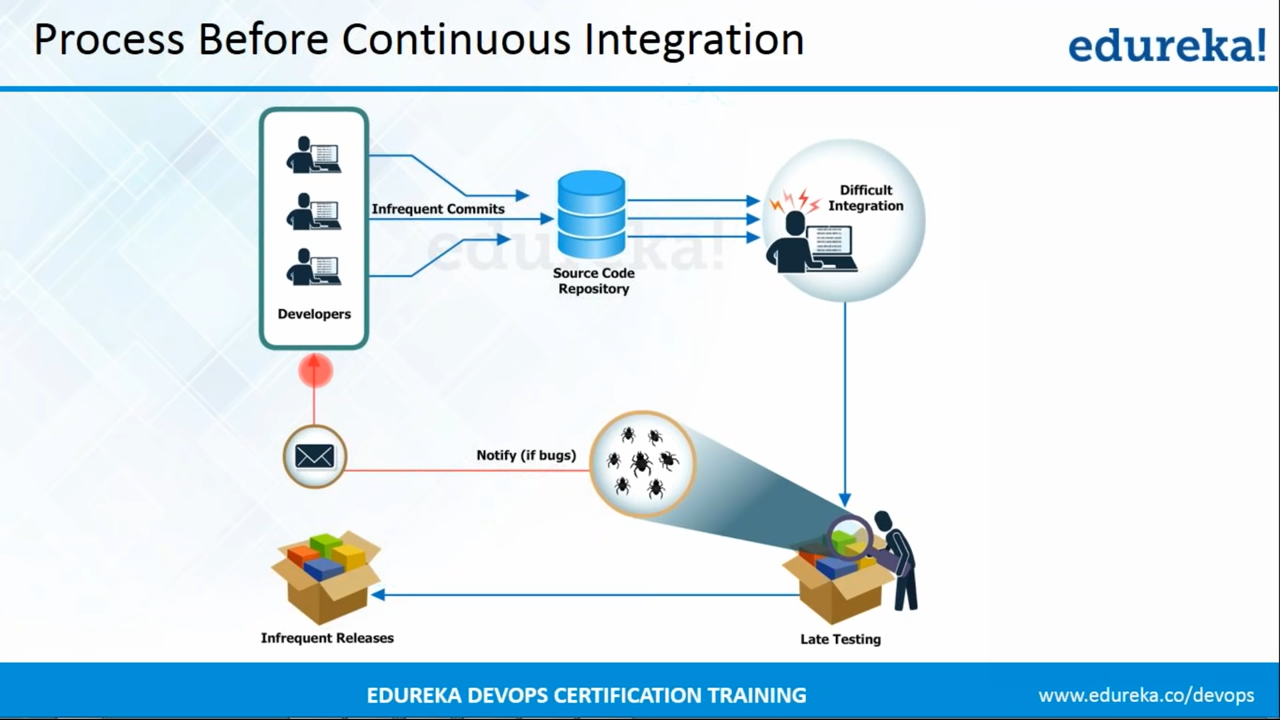 Process Before Continuous Integration
edureka!
Infrequent Commits
Difficult
Integration
edureka!
Source Code
Repository
Developers
Notify (if bugs)
Infrequent Releases
Late Testing
EDUREKA DEVOPS CERTIFICATION TRAINING
www.edureka.co/devops